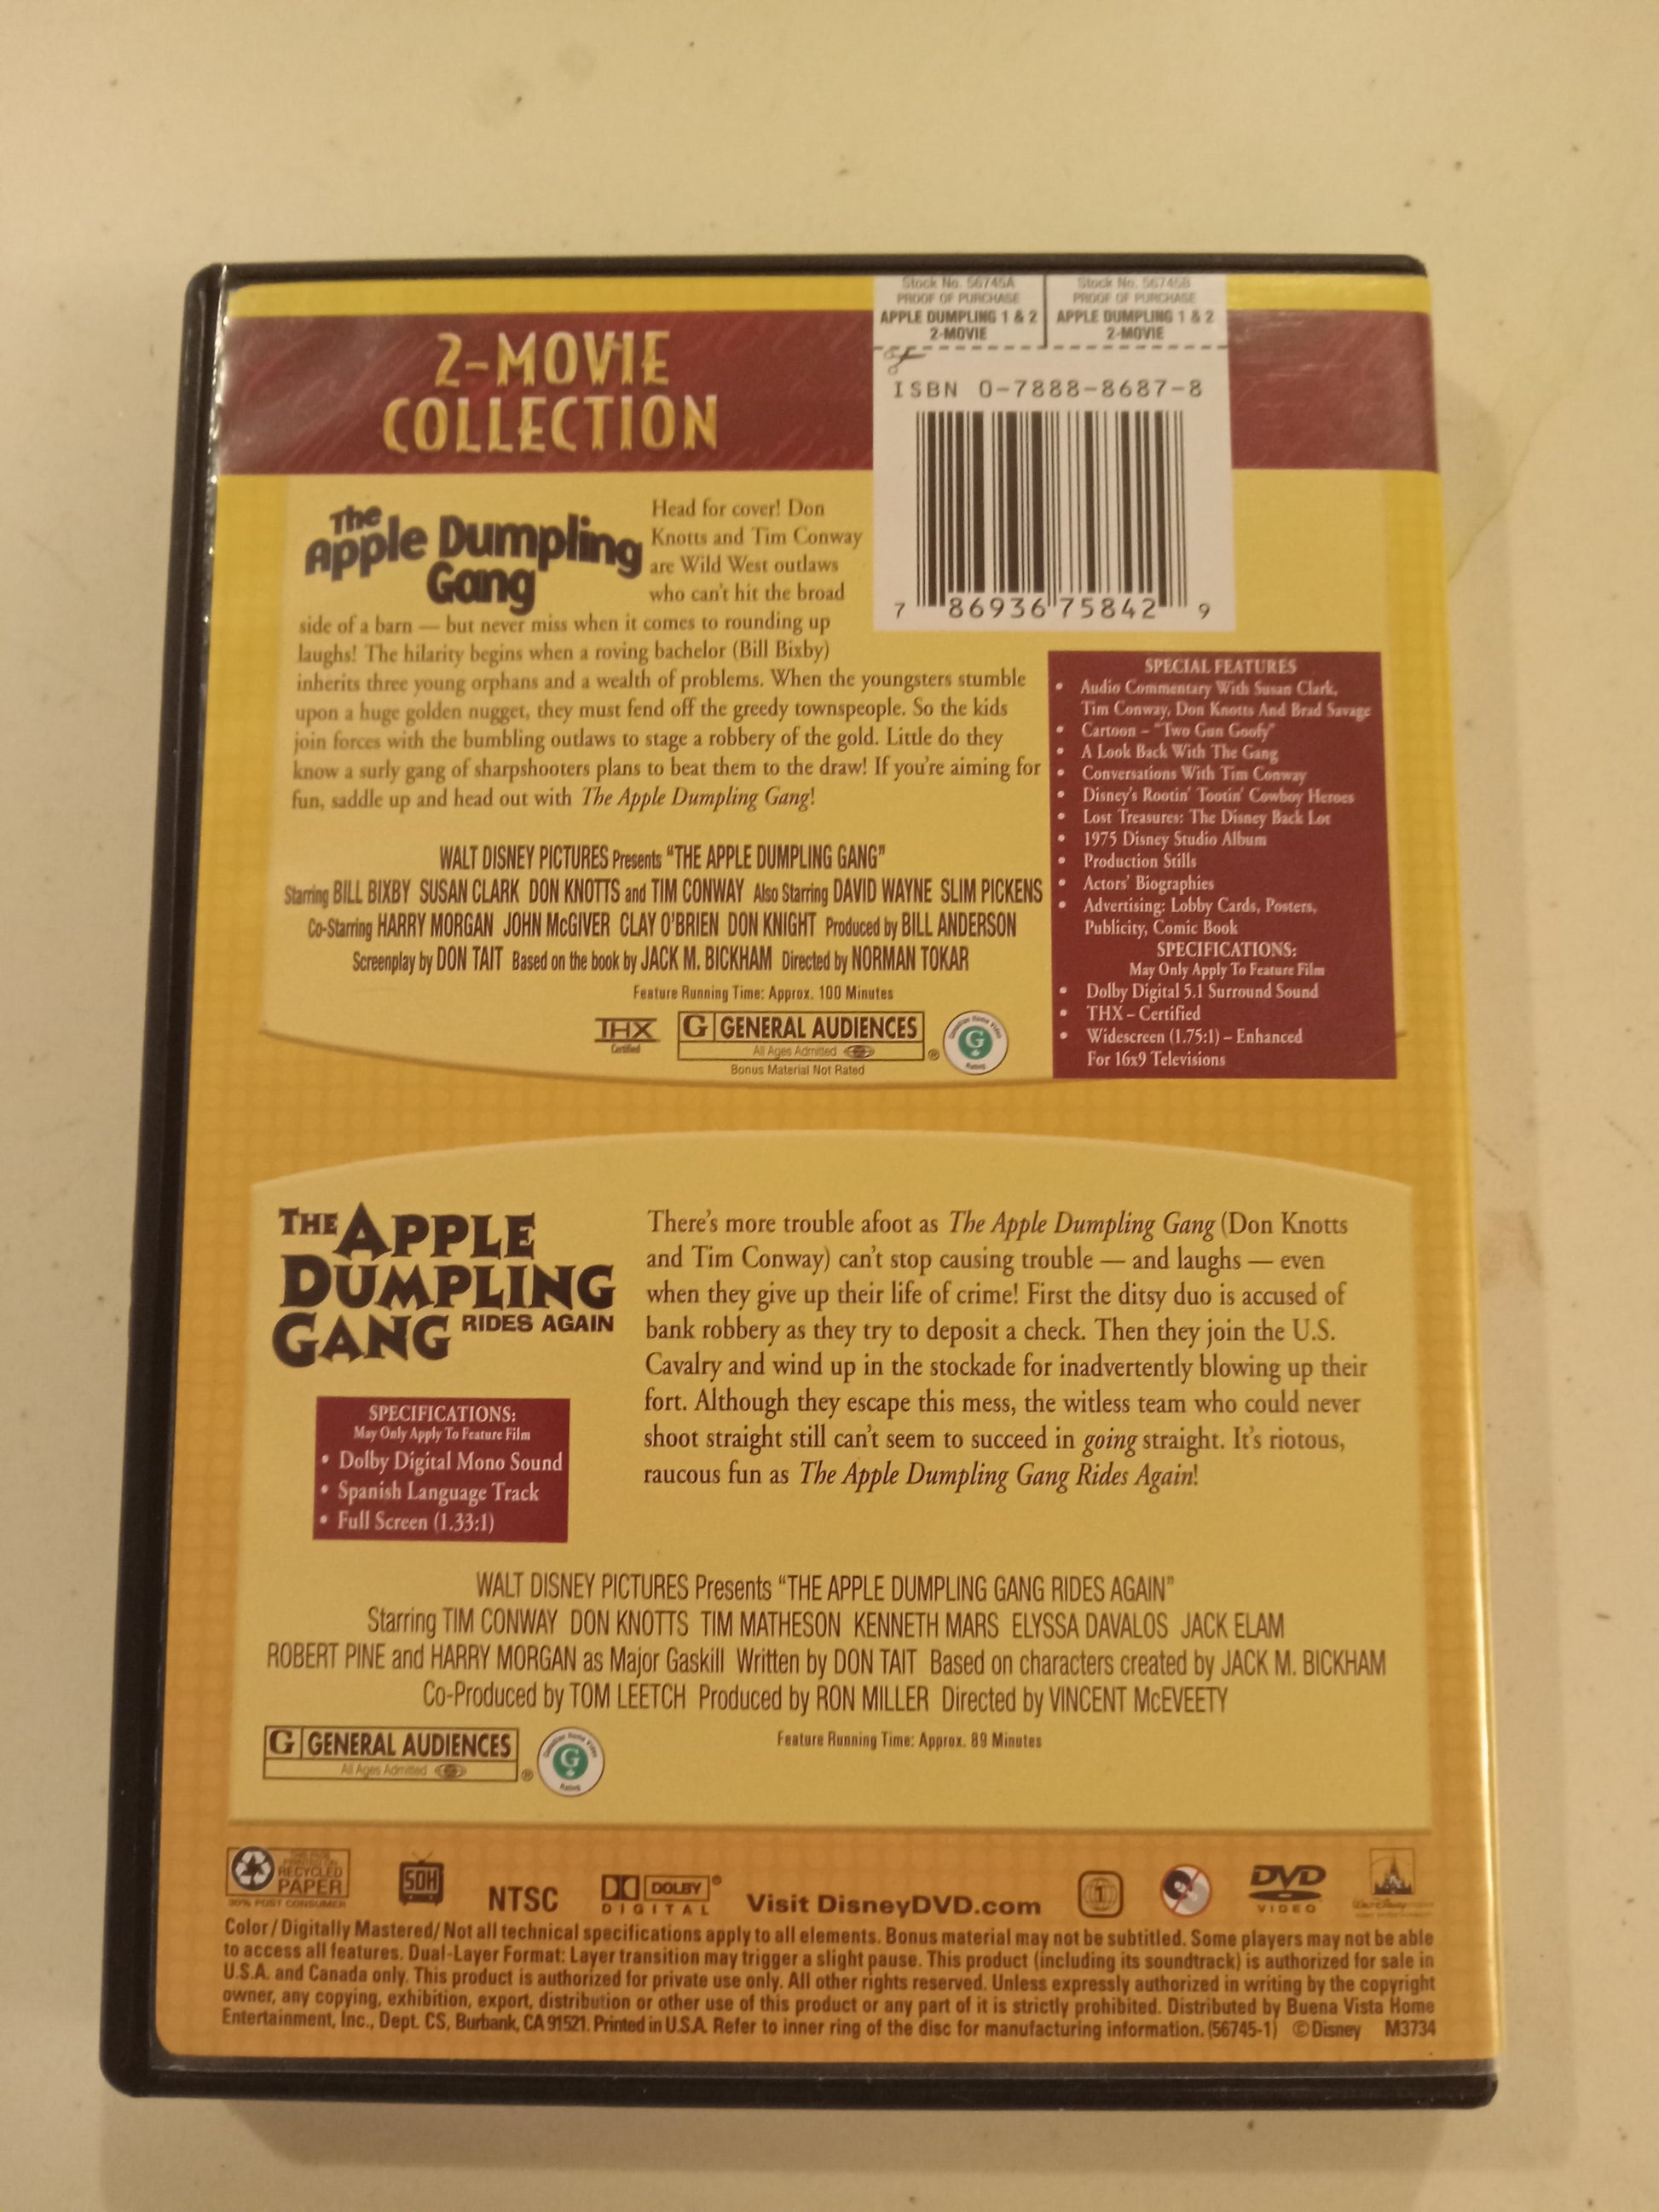 Stock No. 56745A
PROOF OF PURCHASE
APPLE DUMPLING 1 & 2
2-MOVIE
Stock No. 56745B
PROOF OF PURCHASE
APPLE DUMPLING 1 & 2
2-MOVIE
2-MOVIE
COLLECTION
ISBN 0-7888-8687-8
7 86936 75842 9
The
Apple Dumpling
Gang
Head for cover! Don
Knotts and Tim Conway
are Wild West outlaws
who can't hit the broad
side of a barn — but never miss when it comes to rounding up
laughs! The hilarity begins when a roving bachelor (Bill Bixby)
inherits three young orphans and a wealth of problems. When the youngsters stumble
upon a huge golden nugget, they must fend off the greedy townspeople. So the kids
join forces with the bumbling outlaws to stage a robbery of the gold. Little do they
know a surly gang of sharpshooters plans to beat them to the draw! If you're aiming for
fun, saddle up and head out with The Apple Dumpling Gang!
WALT DISNEY PICTURES Presents "THE APPLE DUMPLING GANG"
Starring BILL BIXBY SUSAN CLARK DON KNOTTS and TIM CONWAY Also Starring DAVID WAYNE SLIM PICKENS
Co-Starring HARRY MORGAN JOHN McGIVER CLAY O'BRIEN DON KNIGHT Produced by BILL ANDERSON
Screenplay by DON TAIT Based on the book by JACK M. BICKHAM Directed by NORMAN TOKAR
Feature Running Time: Approx. 100 Minutes
THX
Certified
G GENERAL AUDIENCES
All Ages Admitted
®
Bonus Material Not Rated
Canadian Home Video
G
Rated
SPECIAL FEATURES
• Audio Commentary With Susan Clark,
Tim Conway, Don Knotts And Brad Savage
• Cartoon – "Two Gun Goofy"
• A Look Back With The Gang
• Conversations With Tim Conway
• Disney's Rootin' Tootin' Cowboy Heroes
• Lost Treasures: The Disney Back Lot
• 1975 Disney Studio Album
• Production Stills
• Actors' Biographies
• Advertising: Lobby Cards, Posters,
Publicity, Comic Book
SPECIFICATIONS:
May Only Apply To Feature Film
• Dolby Digital 5.1 Surround Sound
• THX – Certified
• Widescreen (1.75:1) – Enhanced
For 16x9 Televisions
THE APPLE
DUMPLING
GANG RIDES AGAIN
There's more trouble afoot as The Apple Dumpling Gang (Don Knotts
and Tim Conway) can't stop causing trouble — and laughs — even
when they give up their life of crime! First the ditsy duo is accused of
bank robbery as they try to deposit a check. Then they join the U.S.
Cavalry and wind up in the stockade for inadvertently blowing up their
fort. Although they escape this mess, the witless team who could never
shoot straight still can't seem to succeed in going straight. It's riotous,
raucous fun as The Apple Dumpling Gang Rides Again!
SPECIFICATIONS:
May Only Apply To Feature Film
• Dolby Digital Mono Sound
• Spanish Language Track
• Full Screen (1.33:1)
WALT DISNEY PICTURES Presents "THE APPLE DUMPLING GANG RIDES AGAIN"
Starring TIM CONWAY DON KNOTTS TIM MATHESON KENNETH MARS ELYSSA DAVALOS JACK ELAM
ROBERT PINE and HARRY MORGAN as Major Gaskill Written by DON TAIT Based on characters created by JACK M. BICKHAM
Co-Produced by TOM LEETCH Produced by RON MILLER Directed by VINCENT McEVEETY
Feature Running Time: Approx. 89 Minutes
G GENERAL AUDIENCES
All Ages Admitted
®
Canadian Home Video
G
Rated
RECYCLED
PAPER
30% POST CONSUMER
SDH
NTSC
DOLBY®
DIGITAL
Visit DisneyDVD.com
1
DVD
VIDEO
Color/Digitally Mastered/Not all technical specifications apply to all elements. Bonus material may not be subtitled. Some players may not be able
to access all features. Dual-Layer Format: Layer transition may trigger a slight pause. This product (including its soundtrack) is authorized for sale in
U.S.A. and Canada only. This product is authorized for private use only. All other rights reserved. Unless expressly authorized in writing by the copyright
owner, any copying, exhibition, export, distribution or other use of this product or any part of it is strictly prohibited. Distributed by Buena Vista Home
Entertainment, Inc., Dept. CS, Burbank, CA 91521. Printed in U.S.A. Refer to inner ring of the disc for manufacturing information. (56745-1) ©Disney M3734